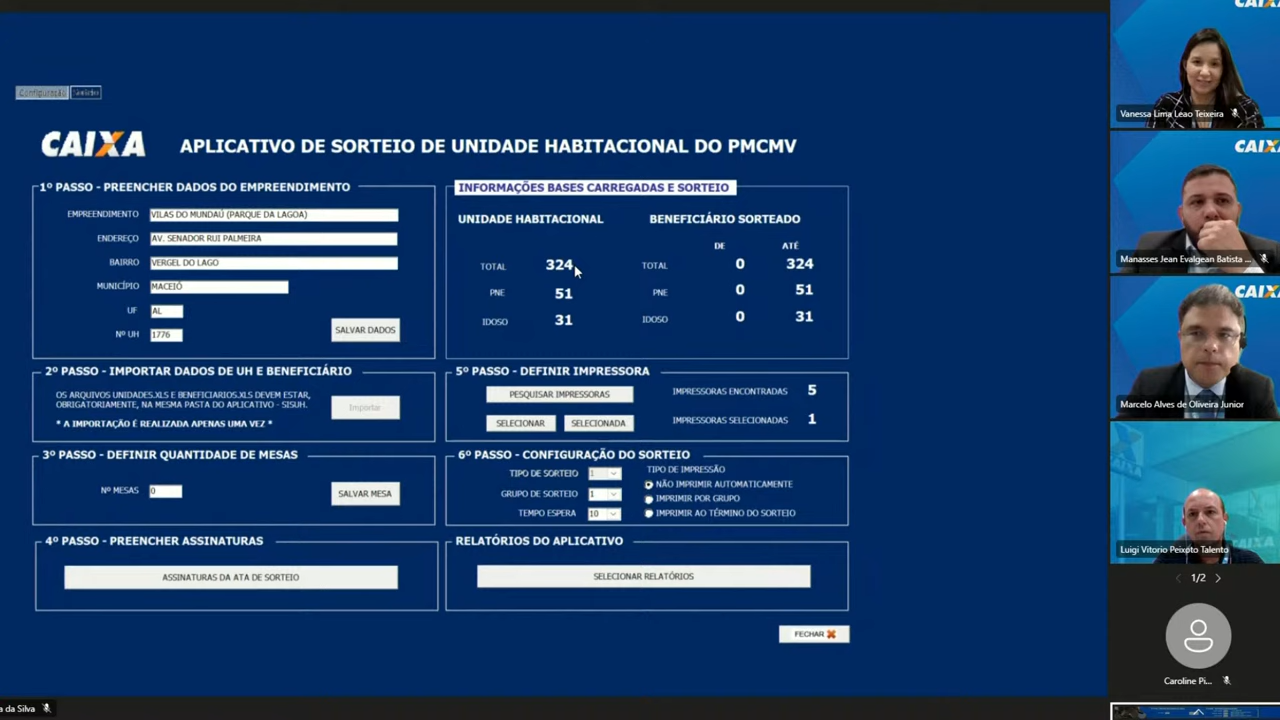 Configuração
CAIXA
APLICATIVO DE SORTEIO DE UNIDADE HABITACIONAL DO PMCMV
1º PASSO - PREENCHER DADOS DO EMPREENDIMENTO
EMPREENDIMENTO VILAS DO MUNDAÚ (PARQUE DA LAGOA)
ENDEREÇO AV. SENADOR RUI PALMEIRA
BAIRRO VERGEL DO LAGO
MUNICÍPIO MACEIÓ
UF AL
Nº UH 1776
SALVAR DADOS
INFORMAÇÕES BASES CARREGADAS E SORTEIO
UNIDADE HABITACIONAL BENEFICIÁRIO SORTEADO
DE ATÉ
TOTAL 324 TOTAL 0 324
PNE 51 PNE 0 51
IDOSO 31 IDOSO 0 31
2º PASSO - IMPORTAR DADOS DE UH E BENEFICIÁRIO
OS ARQUIVOS UNIDADES.XLS E BENEFICIARIOS.XLS DEVEM ESTAR,
OBRIGATORIAMENTE, NA MESMA PASTA DO APLICATIVO - SISUH.
* A IMPORTAÇÃO É REALIZADA APENAS UMA VEZ *
Importar
5º PASSO - DEFINIR IMPRESSORA
PESQUISAR IMPRESSORAS IMPRESSORAS ENCONTRADAS 5
SELECIONAR SELECIONADA IMPRESSORAS SELECIONADAS 1
3º PASSO - DEFINIR QUANTIDADE DE MESAS
Nº MESAS 0 SALVAR MESA
6º PASSO - CONFIGURAÇÃO DO SORTEIO
TIPO DE SORTEIO 1 TIPO DE IMPRESSÃO
NÃO IMPRIMIR AUTOMATICAMENTE
GRUPO DE SORTEIO 1 IMPRIMIR POR GRUPO
TEMPO ESPERA 10 IMPRIMIR AO TÉRMINO DO SORTEIO
4º PASSO - PREENCHER ASSINATURAS
ASSINATURAS DA ATA DE SORTEIO
RELATÓRIOS DO APLICATIVO
SELECIONAR RELATÓRIOS
FECHAR
a da Silva
CAIXA
Vanessa Lima Leao Teixeira
CAIXA
Manasses Jean Evalgean Batista ...
CAIXA
Marcelo Alves de Oliveira Junior
Luigi Vitorio Peixoto Talento
1/2
Caroline Pi...